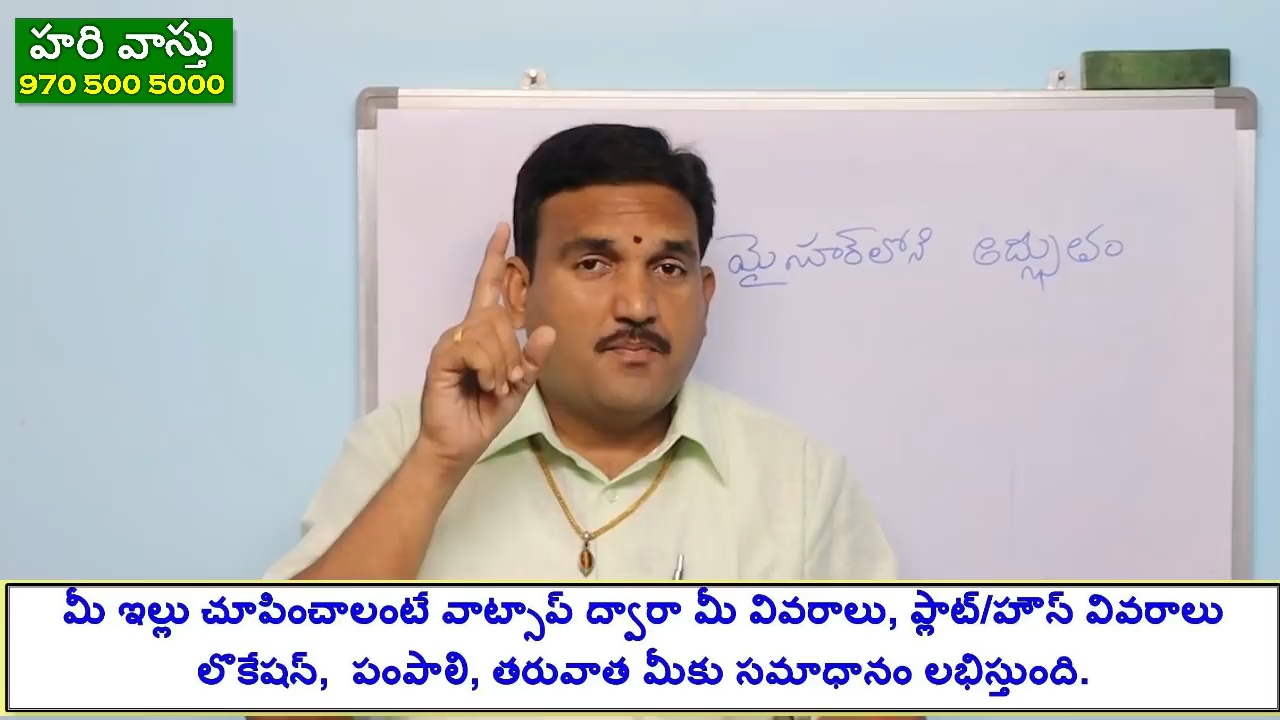 హరి వాస్తు
970 500 5000
మైసూర్‌లోని అద్భుతం
మీ ఇల్లు చూపించాలంటే వాట్సాప్ ద్వారా మీ వివరాలు, ప్లాట్/హౌస్ వివరాలు
లొకేషన్, పంపాలి, తరువాత మీకు సమాధానం లభిస్తుంది.